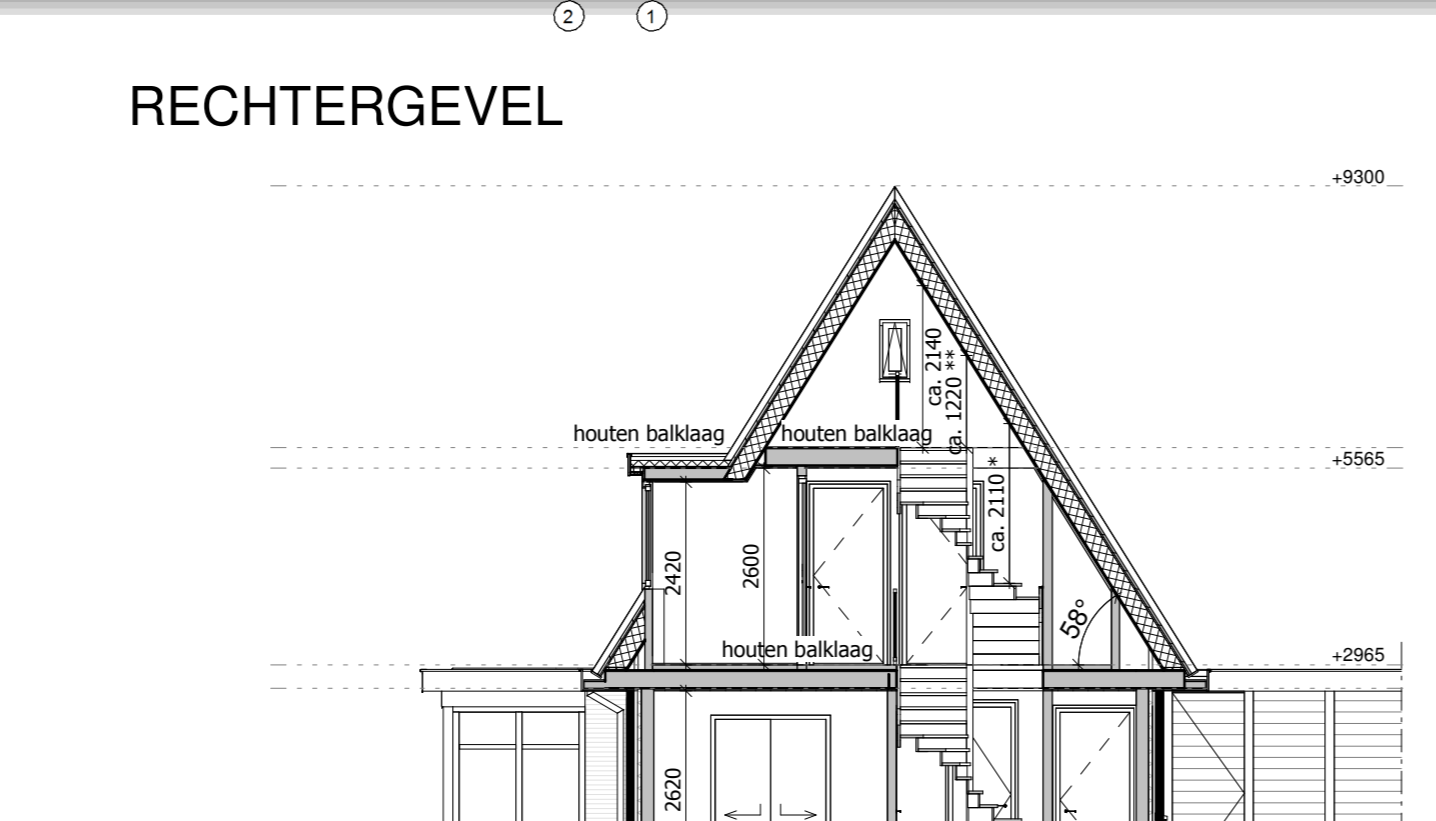 2 1
RECHTERGEVEL
+9300
ca. 2140
ca. 1220 **
houten balklaag houten balklaag
+5565
ca. 2110 *
2420
2600
58°
houten balklaag
+2965
2620